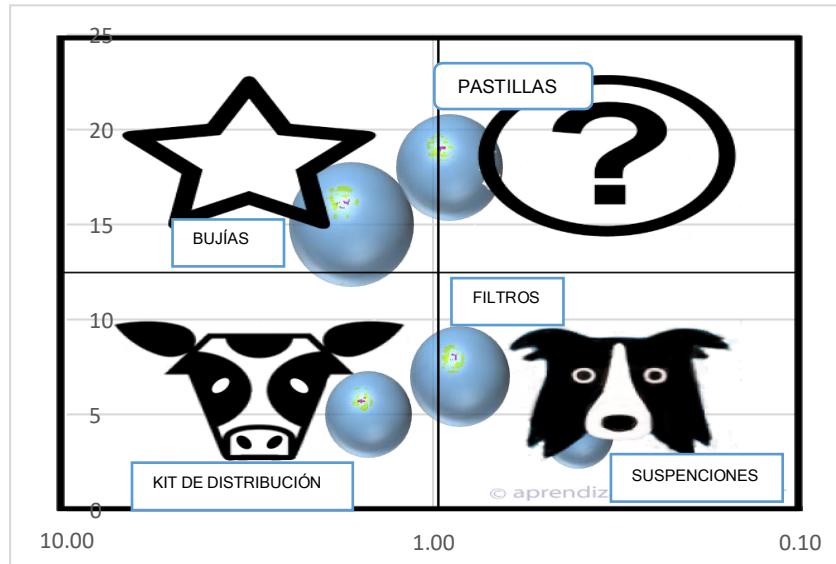 25
PASTILLAS
20
?
15
BUJÍAS
FILTROS
10
5
KIT DE DISTRIBUCIÓN
SUSPENCIONES
© aprendiz
0
10.00
1.00
0.10